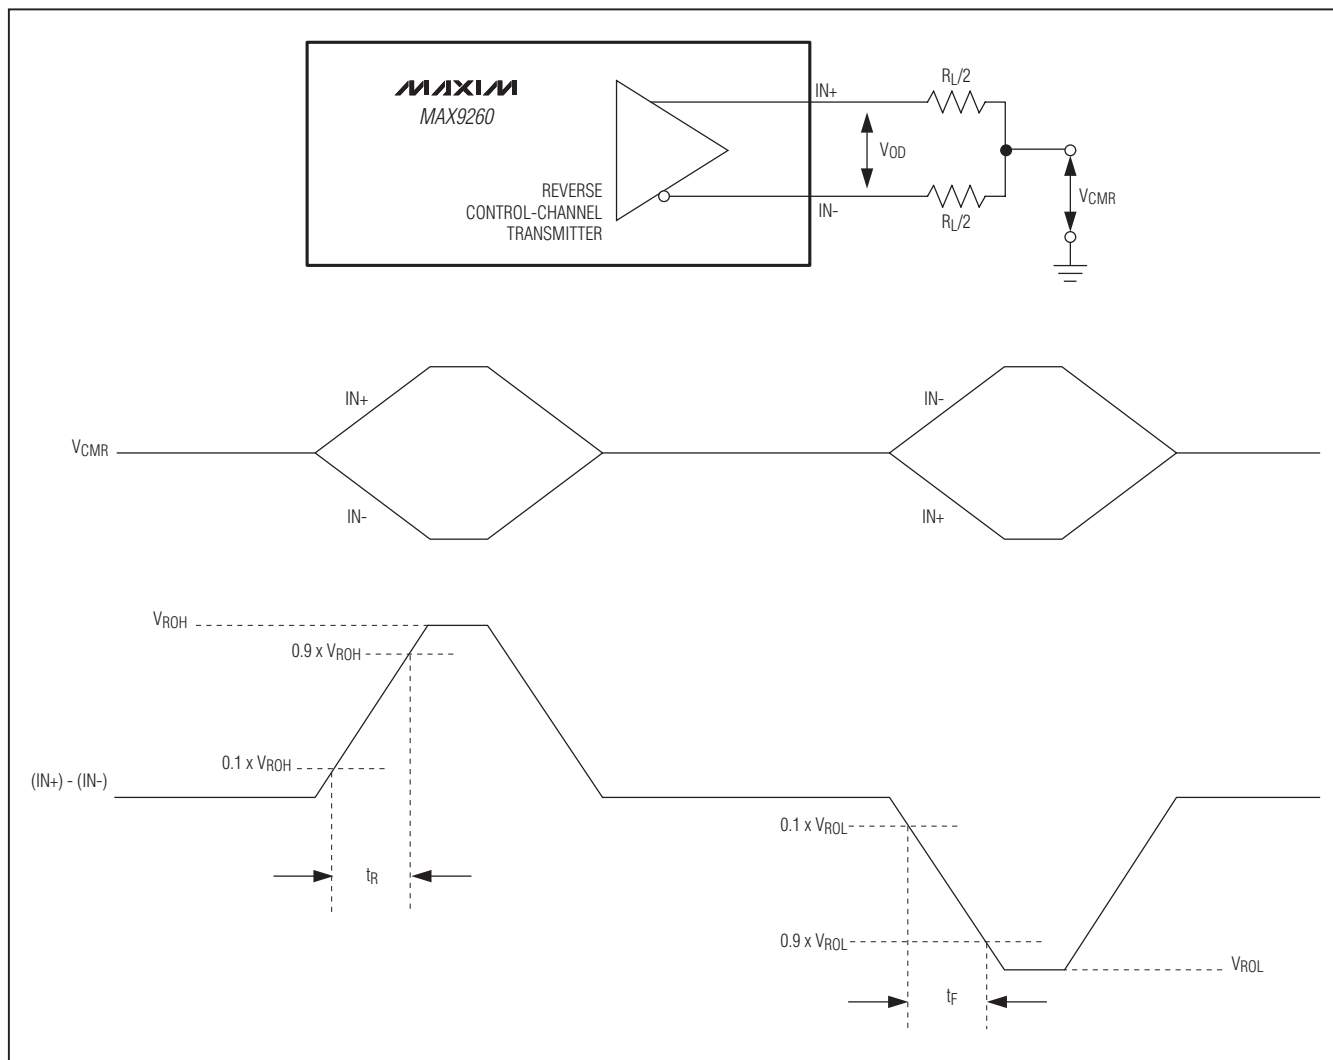 MAXIM
MAX9260
REVERSE
CONTROL-CHANNEL
TRANSMITTER
IN+
IN-
VOD
RL/2
RL/2
VCMR
VCMR
IN+
IN-
IN-
IN+
VROH
0.9 x VROH
0.1 x VROH
(IN+) - (IN-)
tR
0.1 x VROL
0.9 x VROL
VROL
tF